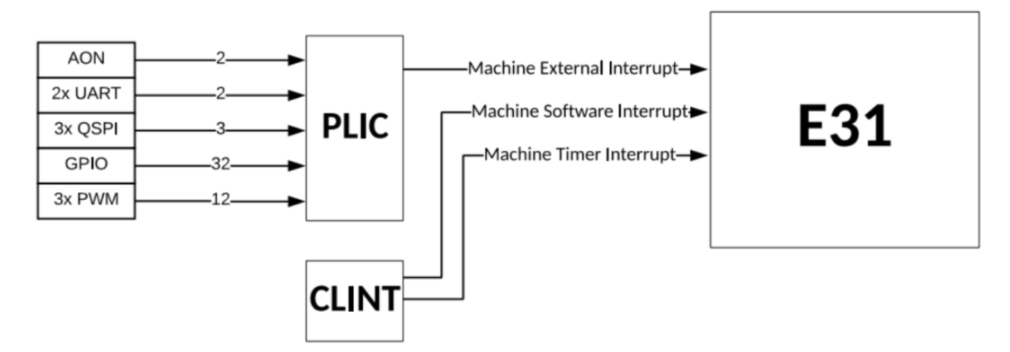 AON
2
2x UART
2
3x QSPI
3
GPIO
32
3x PWM
12
PLIC
CLINT
Machine External Interrupt
Machine Software Interrupt
Machine Timer Interrupt
E31